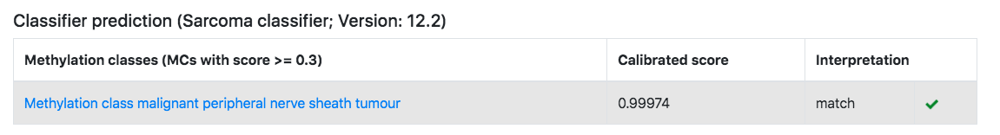 Classifier prediction (Sarcoma classifier; Version: 12.2)
Methylation classes (MCs with score >= 0.3) Calibrated score Interpretation
Methylation class malignant peripheral nerve sheath tumour 0.99974 match ✔